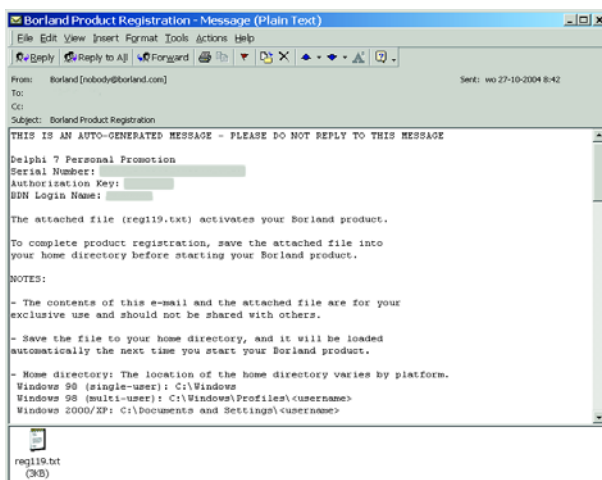 Borland Product Registration - Message (Plain Text)
File Edit View Insert Format Tools Actions Help
Reply Reply to All Forward
From: Borland [nobody@borland.com] Sent: wo 27-10-2004 8:42
To:
Cc:
Subject: Borland Product Registration
THIS IS AN AUTO-GENERATED MESSAGE - PLEASE DO NOT REPLY TO THIS MESSAGE
Delphi 7 Personal Promotion
Serial Number:
Authorization Key:
BDN Login Name:
The attached file (reg119.txt) activates your Borland product.
To complete product registration, save the attached file into
your home directory before starting your Borland product.
NOTES:
- The contents of this e-mail and the attached file are for your
exclusive use and should not be shared with others.
- Save the file to your home directory, and it will be loaded
automatically the next time you start your Borland product.
- Home directory: The location of the home directory varies by platform.
Windows 98 (single-user): C:\Windows
Windows 98 (multi-user): C:\Windows\Profiles\<username>
Windows 2000/XP: C:\Documents and Settings\<username>
reg119.txt
(3KB)